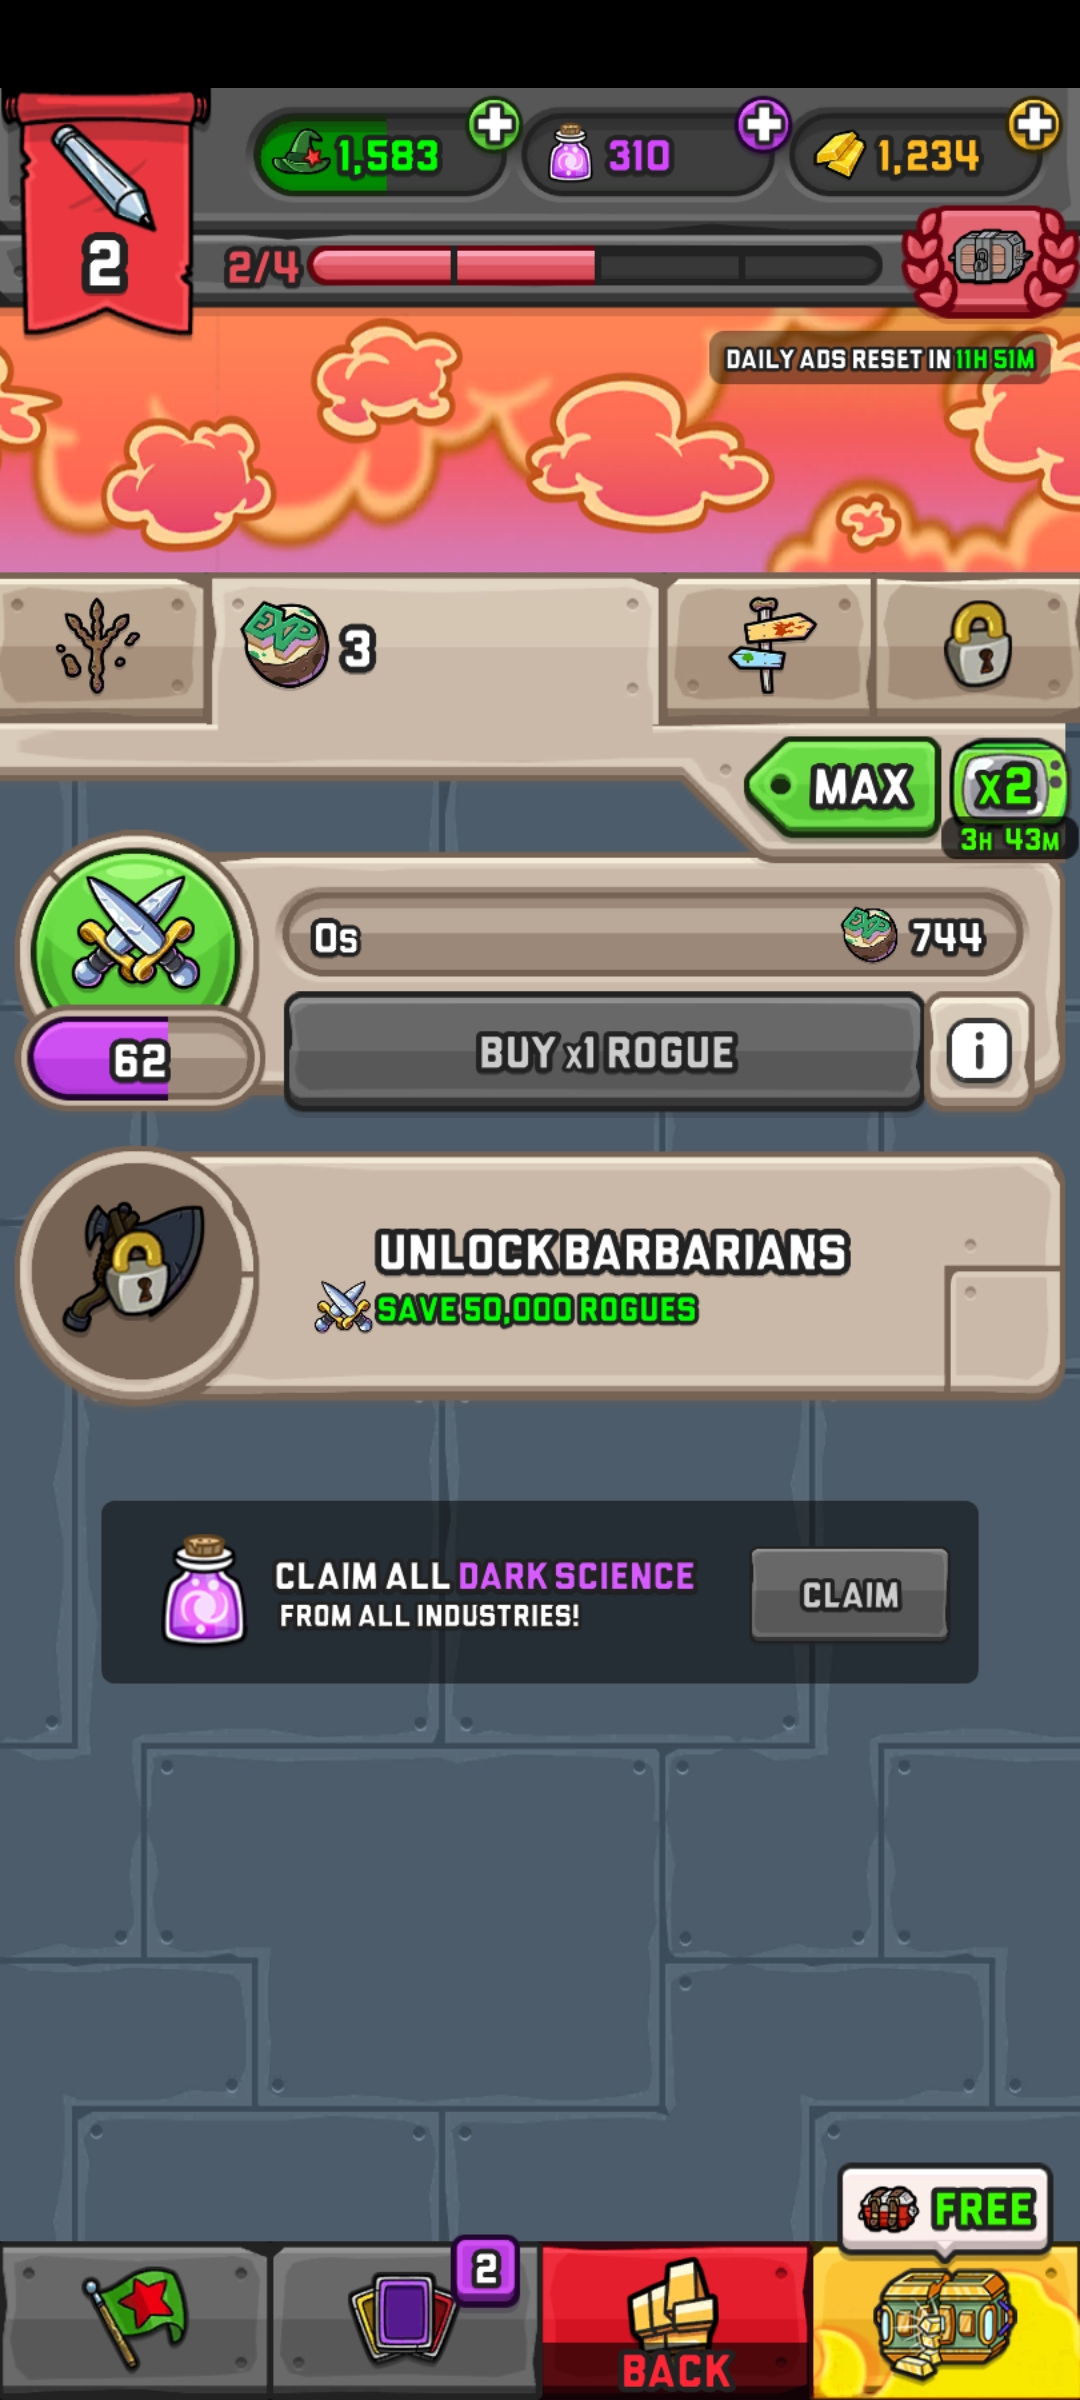 1,583
310
1,234
2
2/4
DAILY ADS RESET IN 11H 51M
EXP
3
MAX
x2
3H 43M
0s
EXP
744
62
BUY x1 ROGUE
i
UNLOCK BARBARIANS
SAVE 50,000 ROGUES
CLAIM ALL DARK SCIENCE
FROM ALL INDUSTRIES!
CLAIM
FREE
2
BACK